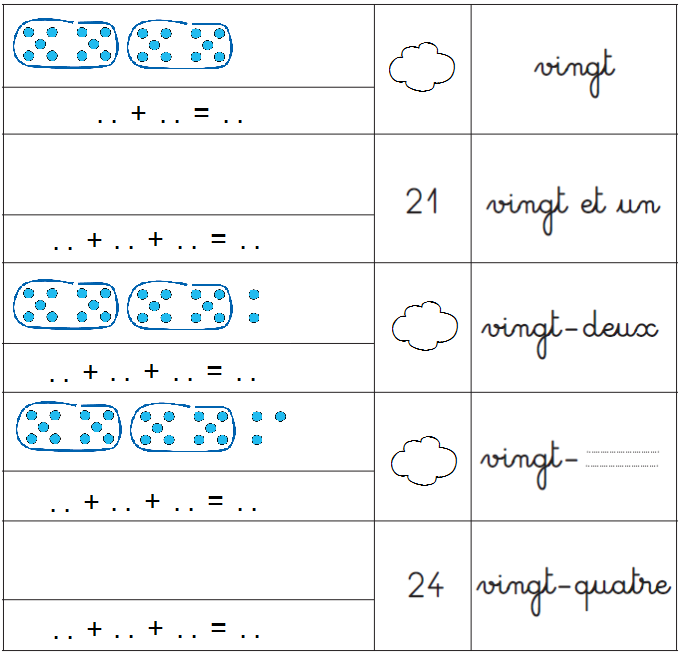 vingt
. . + . . = . .
21 vingt et un
. . + . . + . . = . .
vingt-deux
. . + . . + . . = . .
vingt- ..............................
..............................
. . + . . + . . = . .
24 vingt-quatre
. . + . . + . . = . .